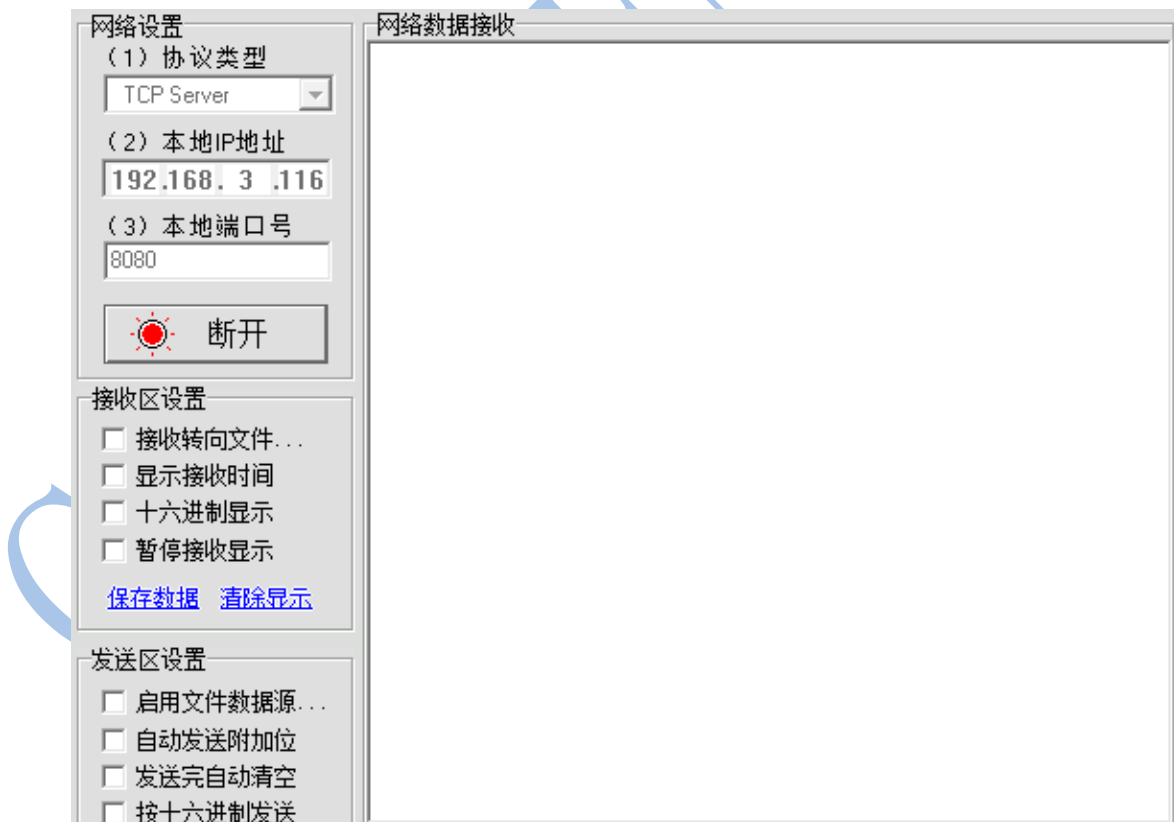 网络设置
(1) 协议类型
TCP Server
(2) 本地IP地址
192.168. 3 .116
(3) 本地端口号
8080
断开
接收区设置
接收转向文件...
显示接收时间
十六进制显示
暂停接收显示
保存数据 清除显示
发送区设置
启用文件数据源...
自动发送附加位
发送完自动清空
按十六进制发送
网络数据接收